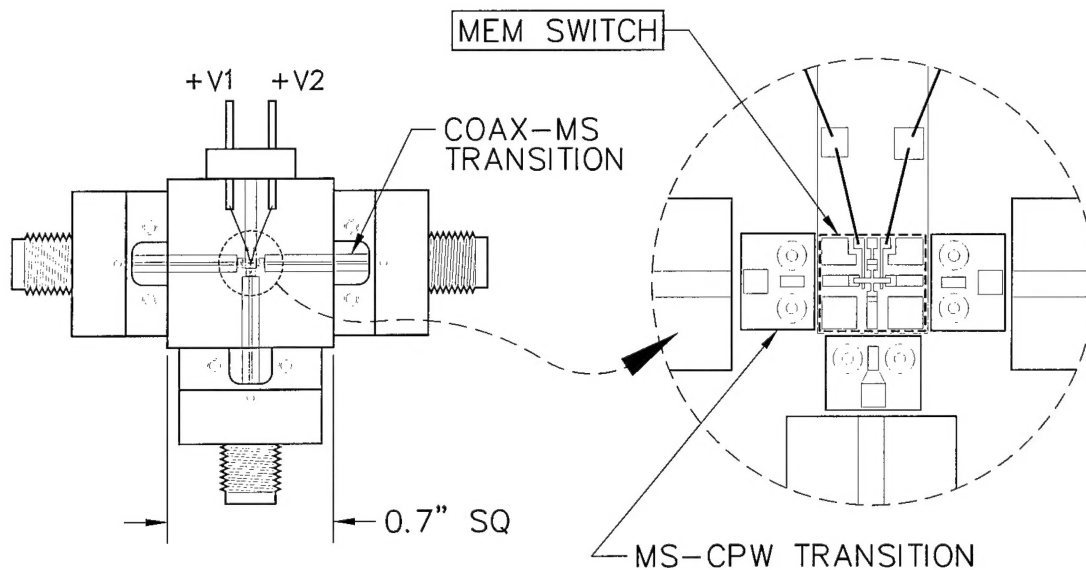 MEM SWITCH
+V1 +V2
COAX-MS
TRANSITION
0.7" SQ
MS-CPW TRANSITION